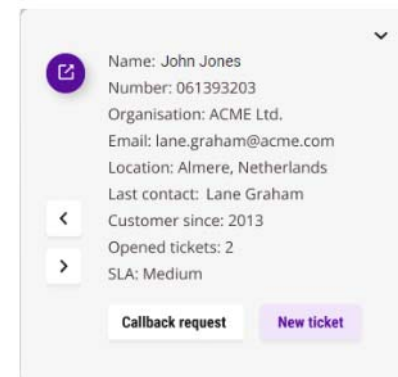 Name: John Jones
Number: 061393203
Organisation: ACME Ltd.
Email: lane.graham@acme.com
Location: Almere, Netherlands
Last contact: Lane Graham
Customer since: 2013
Opened tickets: 2
SLA: Medium
Callback request New ticket